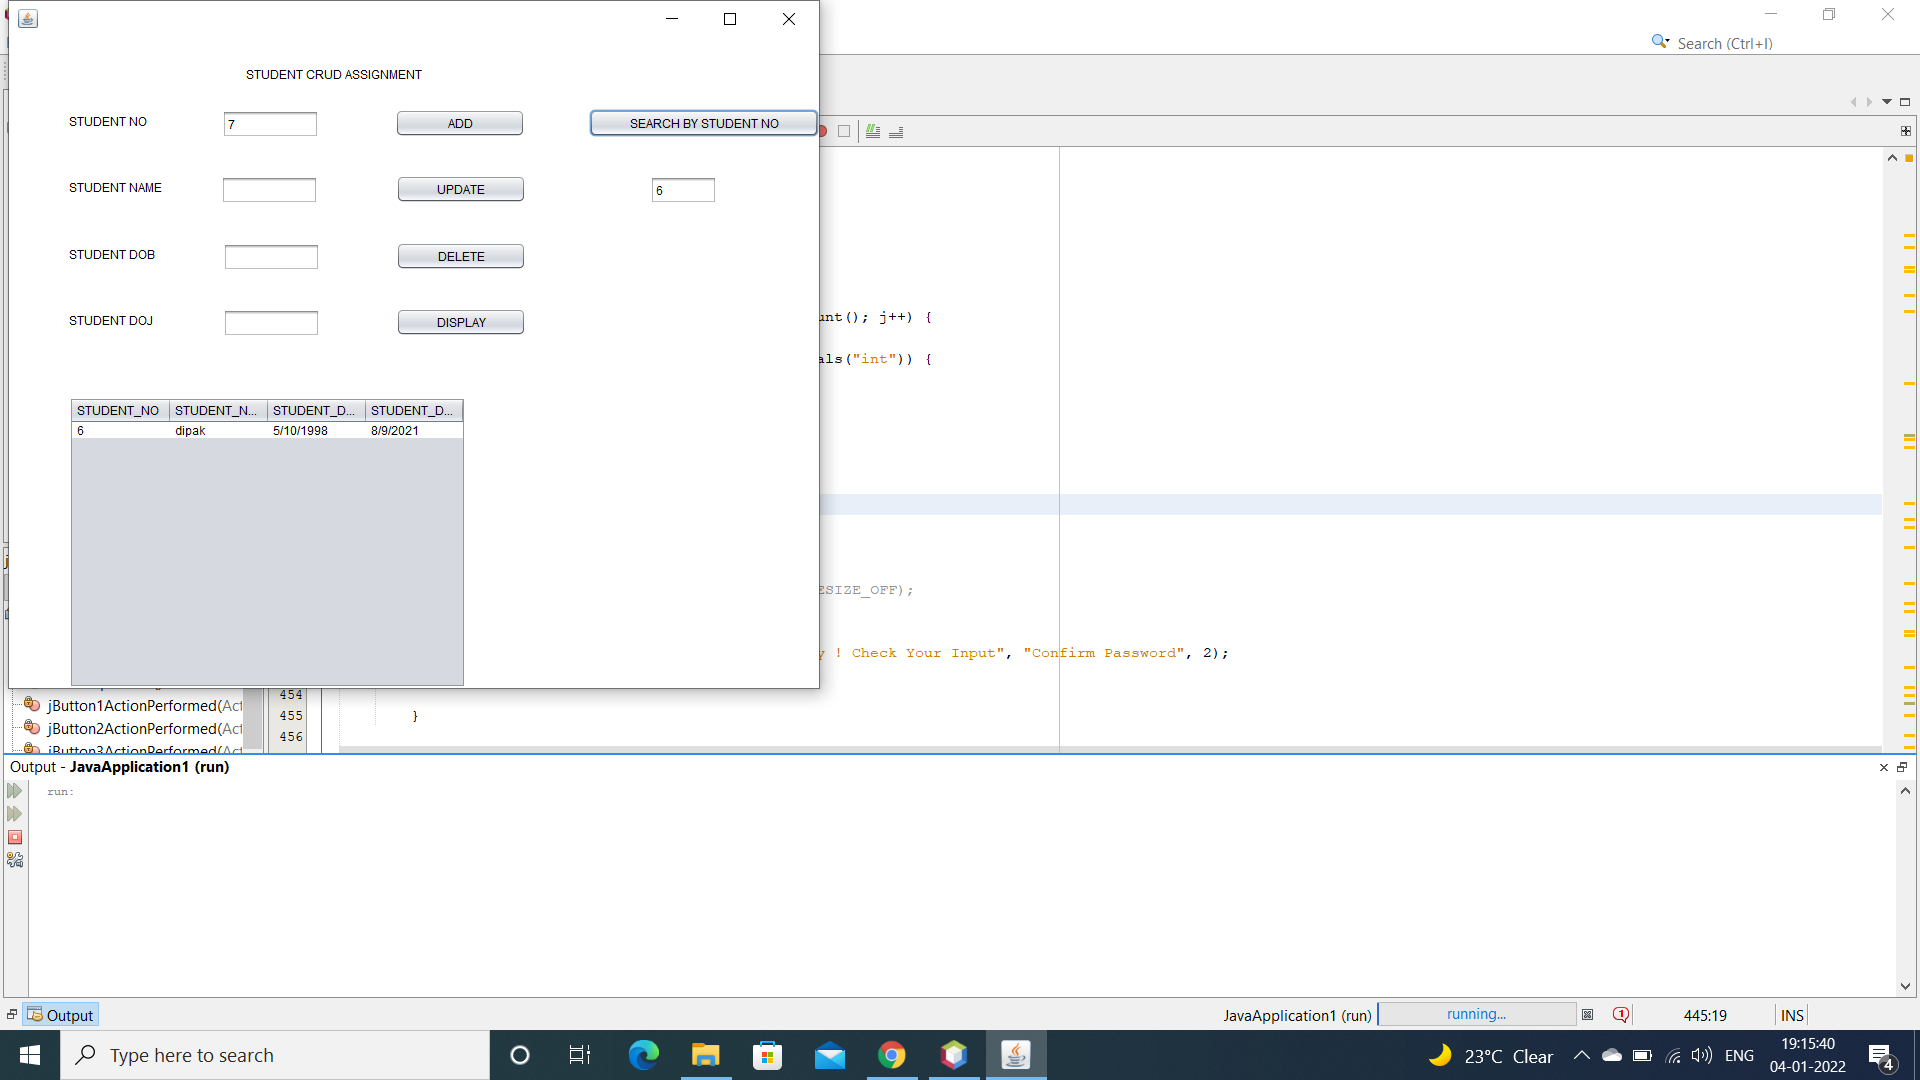 STUDENT CRUD ASSIGNMENT
STUDENT NO 7 ADD SEARCH BY STUDENT NO
STUDENT NAME UPDATE 6
STUDENT DOB DELETE
STUDENT DOJ DISPLAY
STUDENT_NO STUDENT_N... STUDENT_D... STUDENT_D...
6 dipak 5/10/1998 8/9/2021
Search (Ctrl+I)
unt(); j++) {
als("int")) {
ESIZE_OFF);
y ! Check Your Input", "Confirm Password", 2);
454
455 }
456
jButton1ActionPerformed(Act
jButton2ActionPerformed(Act
jButton3ActionPerformed(Act
Output - JavaApplication1 (run)
run:
Output
JavaApplication1 (run) running... 1 445:19 INS
Type here to search
23°C Clear ENG
19:15:40
04-01-2022
4